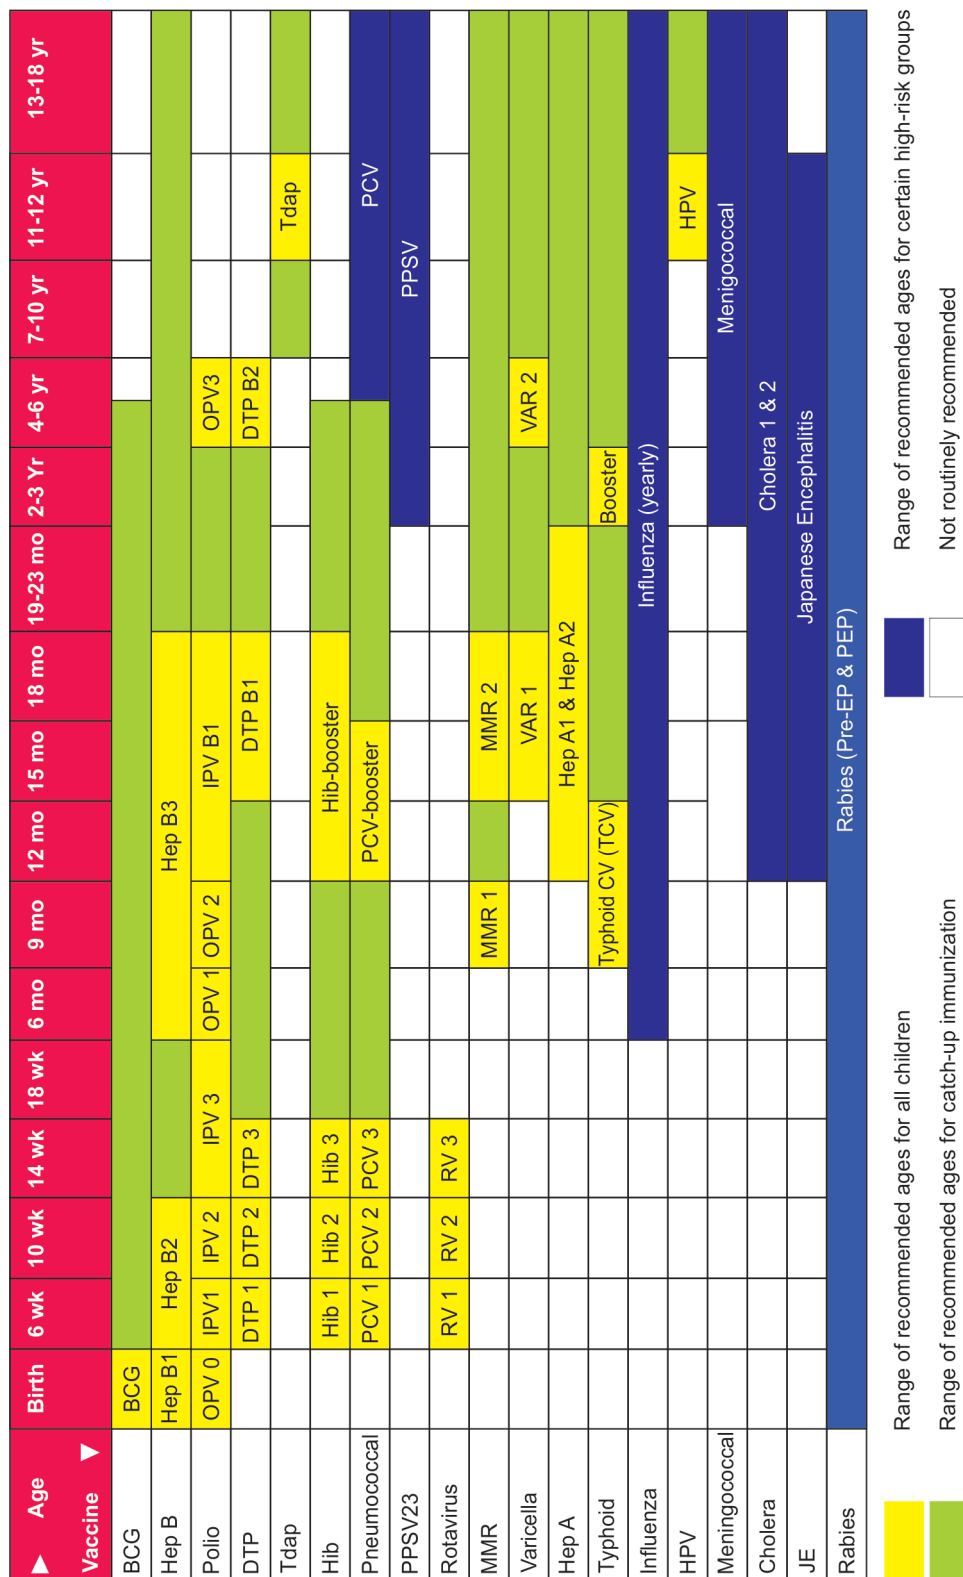 ▶ Age Birth 6 wk 10 wk 14 wk 18 wk 6 mo 9 mo 12 mo 15 mo 18 mo 19-23 mo 2-3 Yr 4-6 yr 7-10 yr 11-12 yr 13-18 yr
Vaccine ▼
BCG BCG
Hep B Hep B1 Hep B2 Hep B3
Polio OPV 0 IPV1 IPV 2 IPV 3 OPV 1 OPV 2 IPV B1 OPV3
DTP DTP 1 DTP 2 DTP 3 DTP B1 DTP B2
Tdap Tdap
Hib Hib 1 Hib 2 Hib 3 Hib-booster
Pneumococcal PCV 1 PCV 2 PCV 3 PCV-booster PCV
PPSV23 PPSV
Rotavirus RV 1 RV 2 RV 3
MMR MMR 1 MMR 2
Varicella VAR 1 VAR 2
Hep A Hep A1 & Hep A2
Typhoid Typhoid CV (TCV) Booster
Influenza Influenza (yearly)
HPV HPV
Meningococcal Menigococcal
Cholera Cholera 1 & 2
JE Japanese Encephalitis
Rabies Rabies (Pre-EP & PEP)
Range of recommended ages for all children Range of recommended ages for certain high-risk groups
Range of recommended ages for catch-up immunization Not routinely recommended